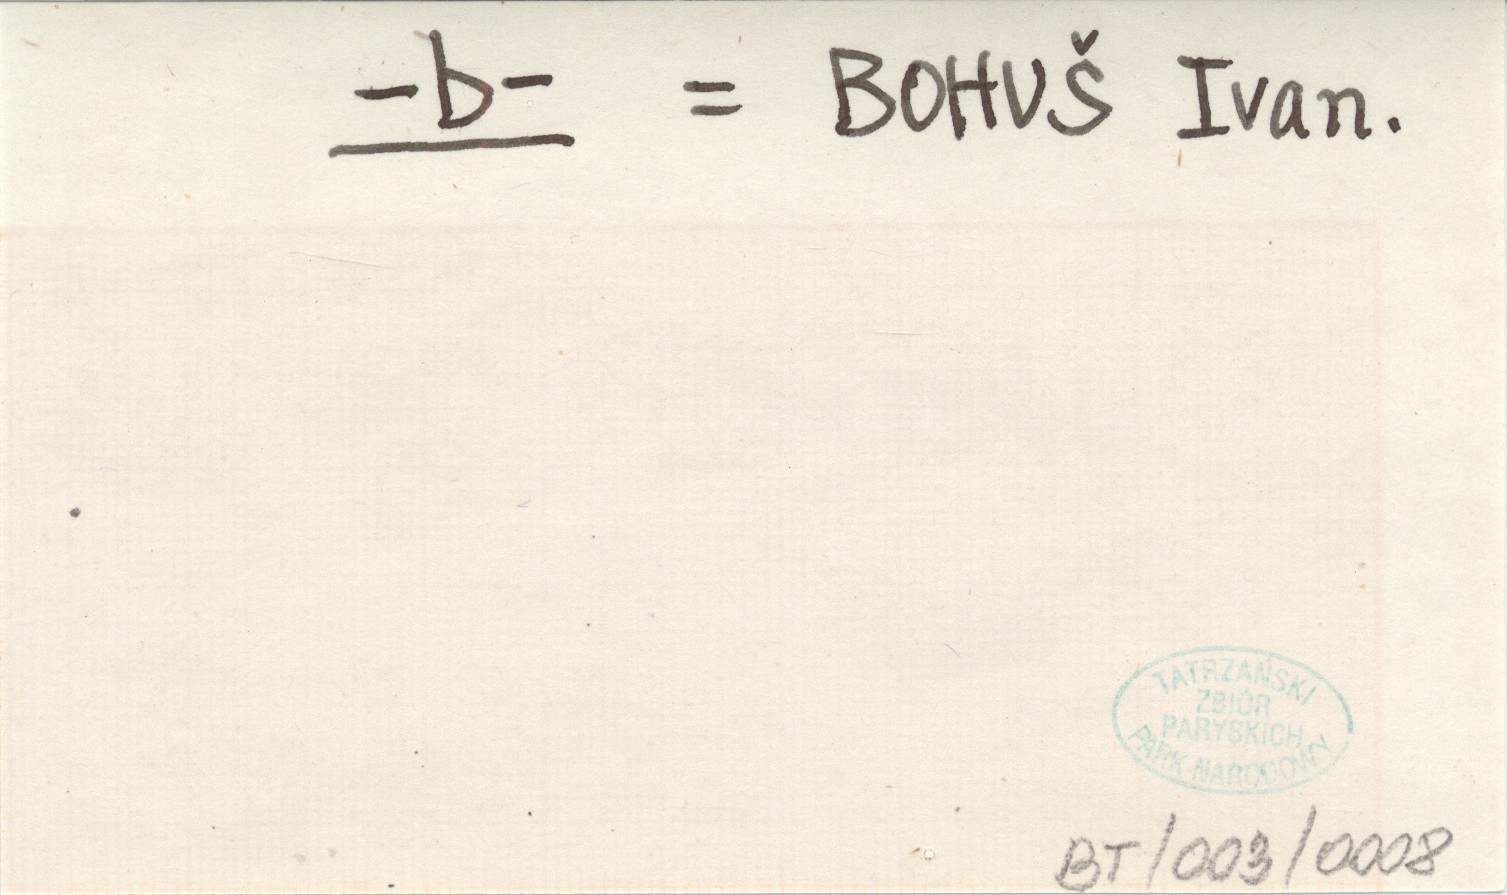 -b- = BOHUŠ Ivan.
TATRZAŃSKI
ZBIÓR
PARYSKICH
PARK NARODOWY
BT/003/0008